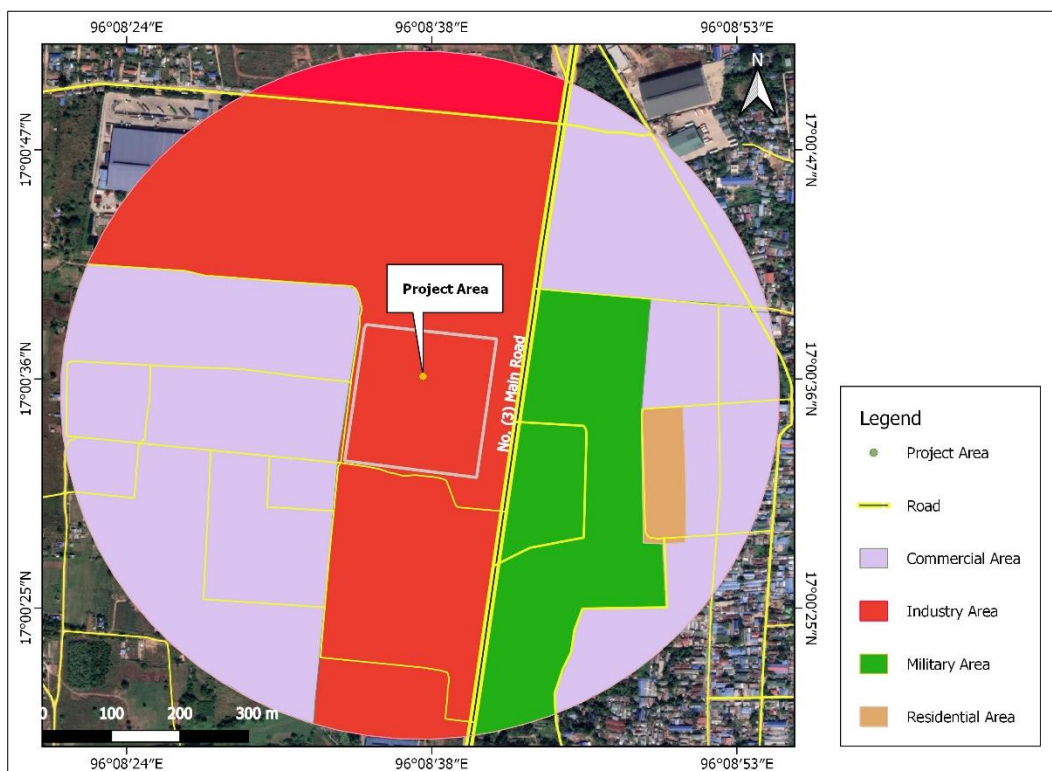 96°08'24"E
96°08'38"E
96°08'53"E
N
17°00'47"N
17°00'47"N
Project Area
17°00'36"N
17°00'36"N
No. (3) Main Road
Legend
Project Area
Road
Commercial Area
Industry Area
Military Area
Residential Area
17°00'25"N
17°00'25"N
0 100 200 300 m
96°08'24"E
96°08'38"E
96°08'53"E